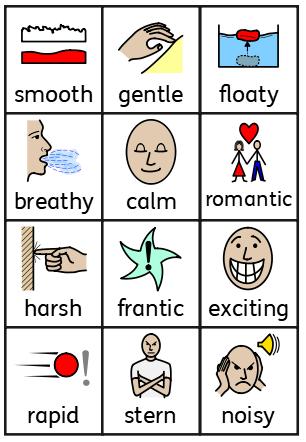 smooth
gentle
floaty
breathy
calm
romantic
harsh
frantic
exciting
rapid
stern
noisy